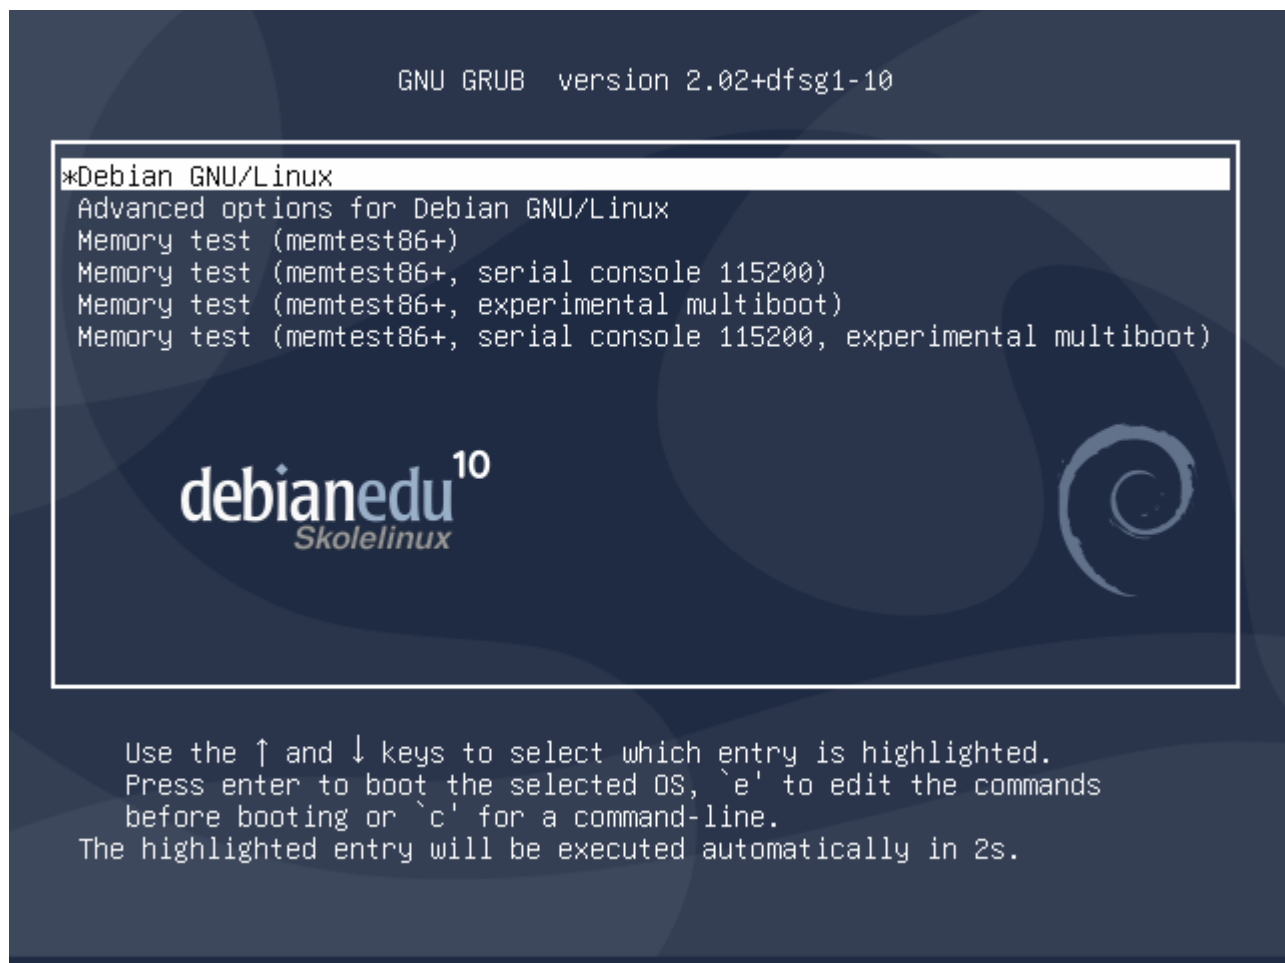 GNU GRUB  version 2.02+dfsg1-10
*Debian GNU/Linux
Advanced options for Debian GNU/Linux
Memory test (memtest86+)
Memory test (memtest86+, serial console 115200)
Memory test (memtest86+, experimental multiboot)
Memory test (memtest86+, serial console 115200, experimental multiboot)
debianedu10
Skolelinux
Use the ↑ and ↓ keys to select which entry is highlighted.
Press enter to boot the selected OS, `e' to edit the commands
before booting or `c' for a command-line.
The highlighted entry will be executed automatically in 2s.